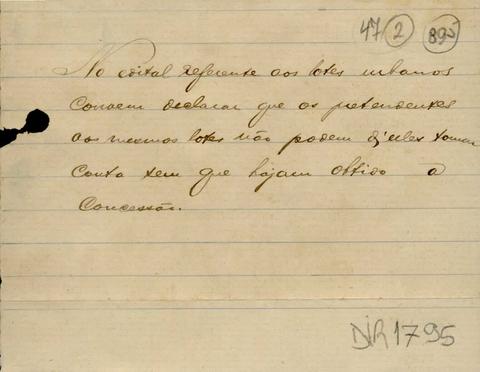 47 2 895
No edital referente aos lotes urbanos
Convem declarar que os pretendentes
aos mesmos lotes não podem d'elles tomar
conta sem que hajam obtido a
Concessão.
DIR1795